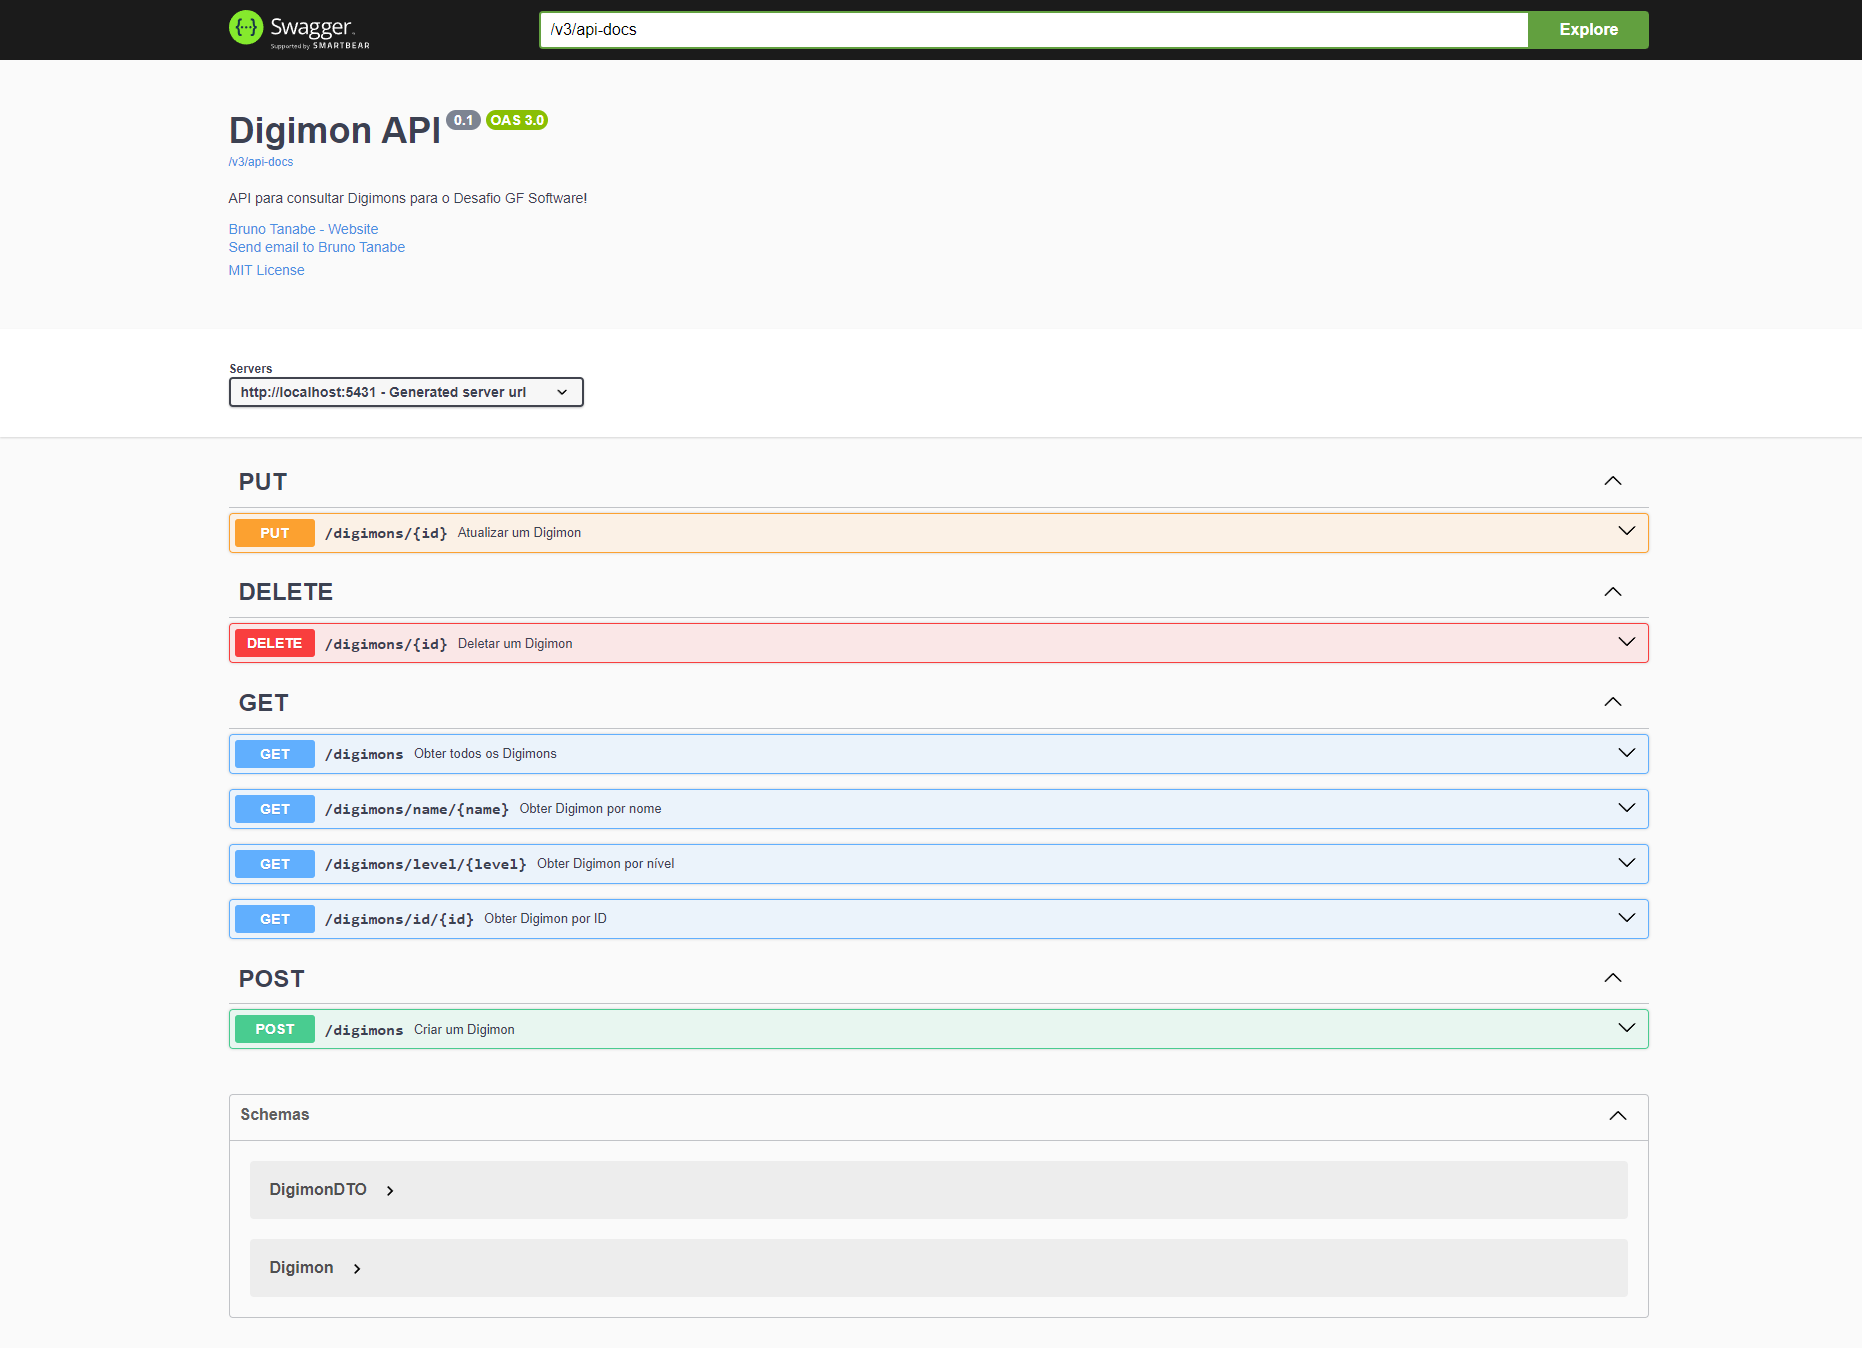 Swagger
Supported by SMARTBEAR
/v3/api-docs
Explore
Digimon API 0.1 OAS 3.0
/v3/api-docs
API para consultar Digimons para o Desafio GF Software!
Bruno Tanabe - Website
Send email to Bruno Tanabe
MIT License
Servers
http://localhost:5431 - Generated server url
PUT
PUT /digimons/{id} Atualizar um Digimon
DELETE
DELETE /digimons/{id} Deletar um Digimon
GET
GET /digimons Obter todos os Digimons
GET /digimons/name/{name} Obter Digimon por nome
GET /digimons/level/{level} Obter Digimon por nível
GET /digimons/id/{id} Obter Digimon por ID
POST
POST /digimons Criar um Digimon
Schemas
DigimonDTO
Digimon